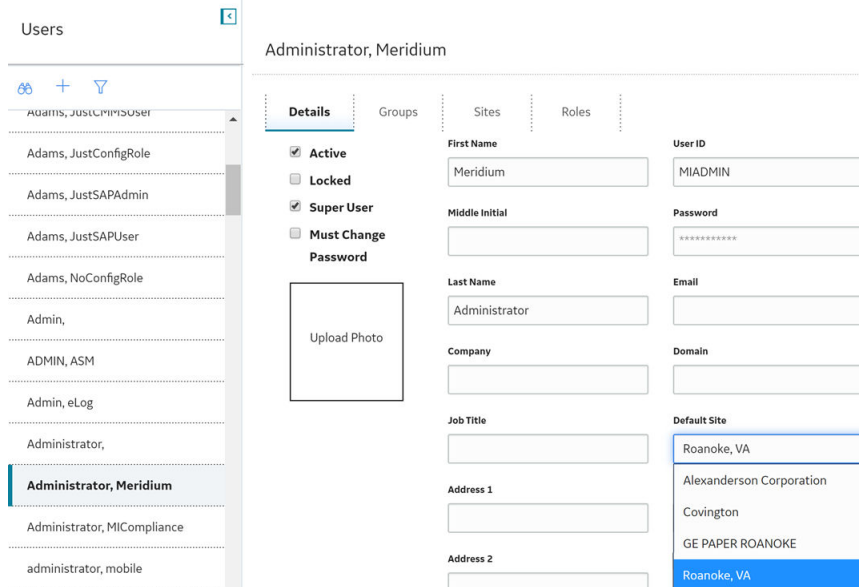 Users
Adams, JustCMMSUser
Adams, JustConfigRole
Adams, JustSAPAdmin
Adams, JustSAPUser
Adams, NoConfigRole
Admin,
ADMIN, ASM
Admin, eLog
Administrator,
Administrator, Meridium
Administrator, MICompliance
administrator, mobile
Administrator, Meridium
Details Groups Sites Roles
Active
Locked
Super User
Must Change
Password
Upload Photo
First Name
Meridium
Middle Initial
Last Name
Administrator
Company
Job Title
Address 1
Address 2
User ID
MIADMIN
Password
***********
Email
Domain
Default Site
Roanoke, VA
Alexanderson Corporation
Covington
GE PAPER ROANOKE
Roanoke, VA